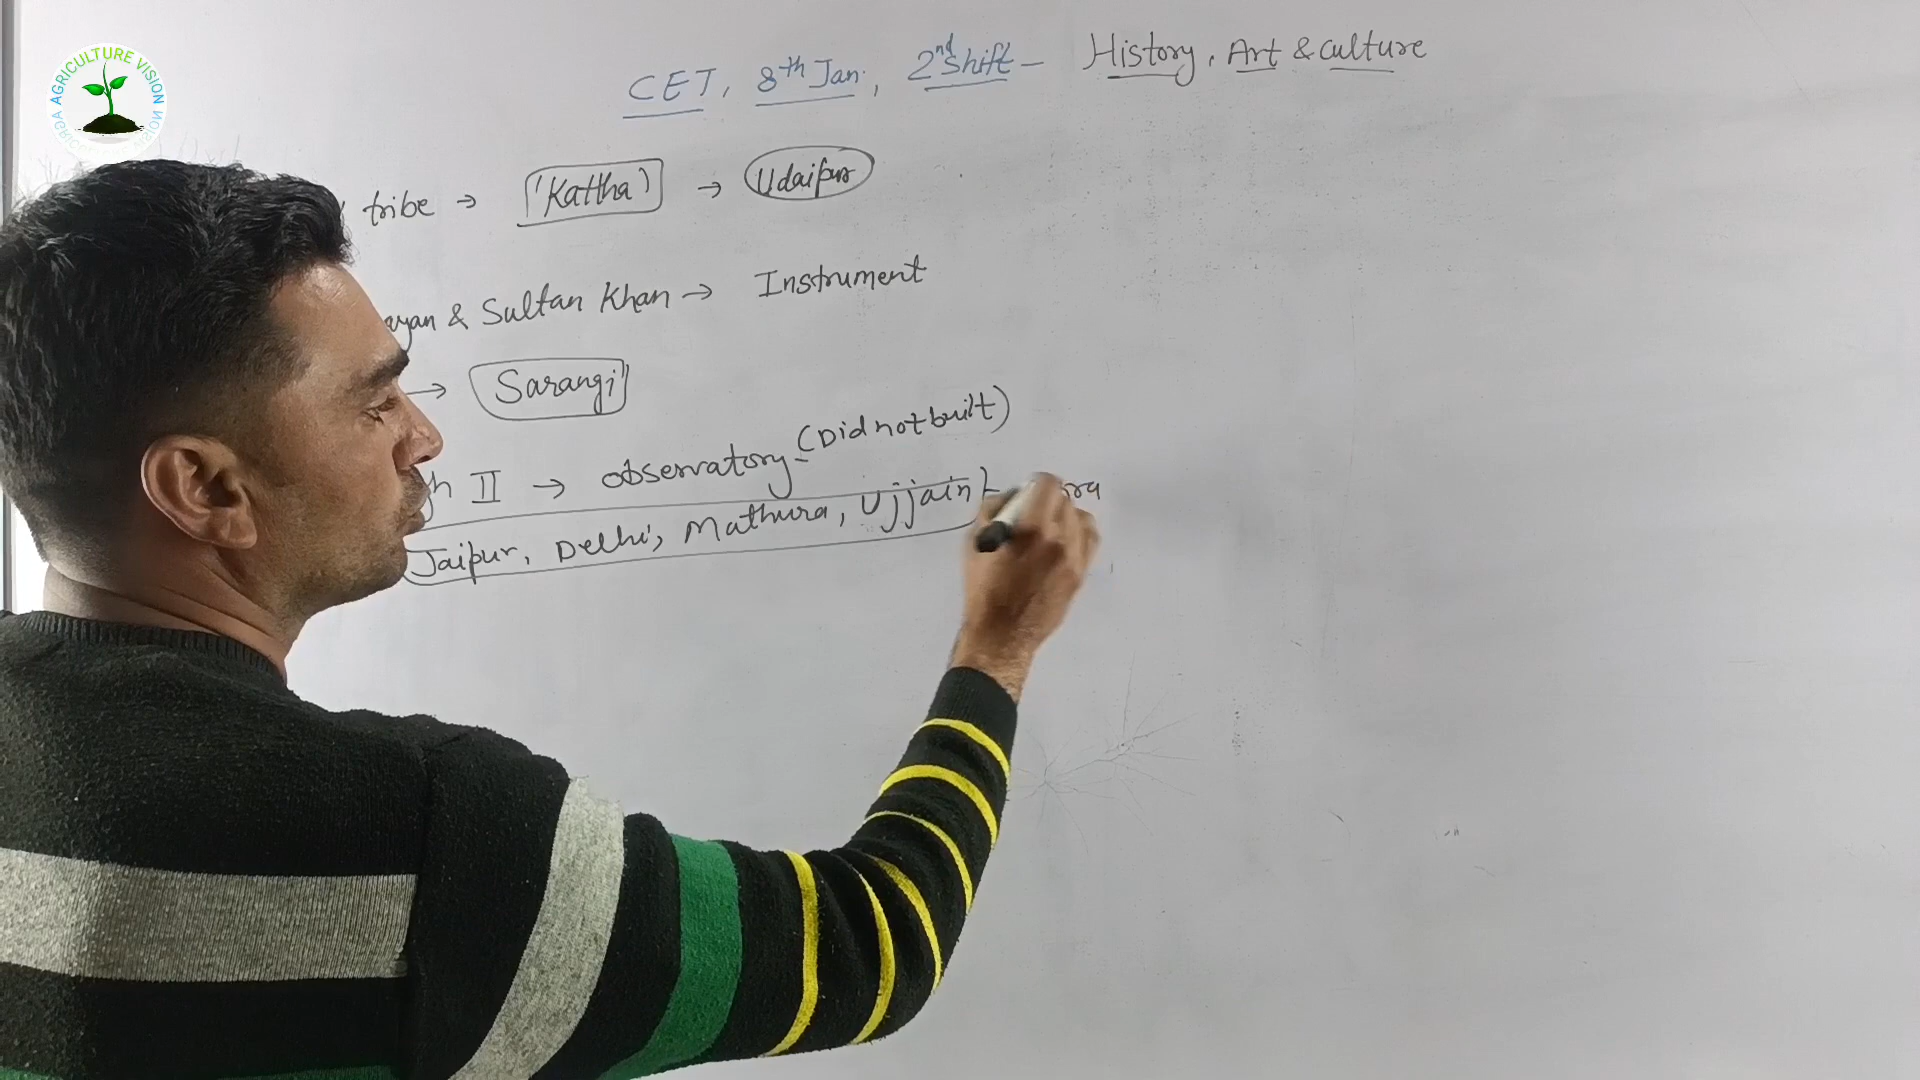 AGRICULTURE VISION
CET, 8th Jan., 2nd Shift - History, Art & Culture
tribe → 'Kattha' → Udaipur
& Sultan Khan → Instrument
→ Sarangi
II → observatory - (Did not built)
Jaipur, Delhi, Mathura, Ujjain